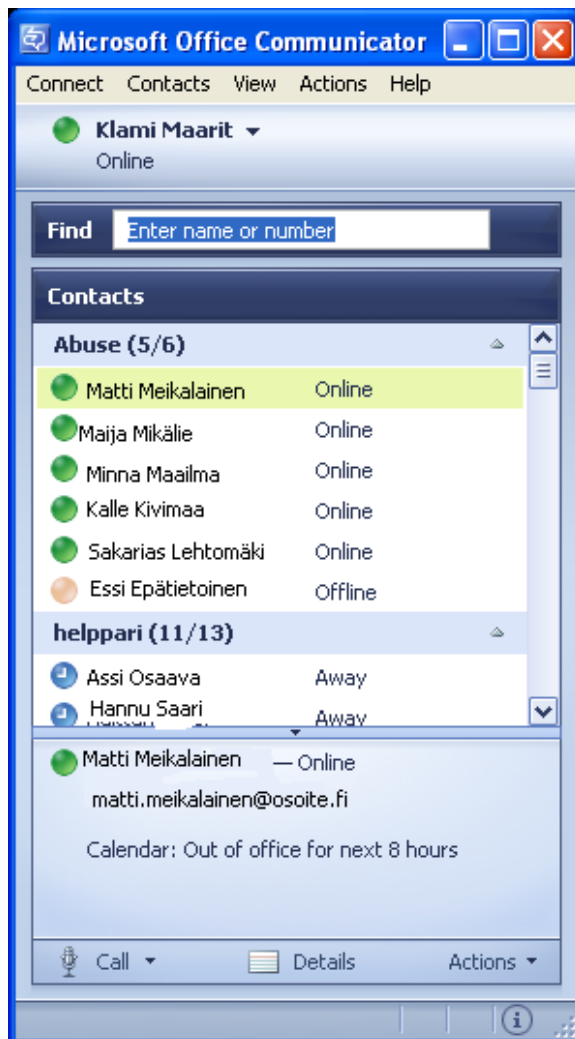 Microsoft Office Communicator
Connect Contacts View Actions Help
Klami Maarit
Online
Find Enter name or number
Contacts
Abuse (5/6)
Matti Meikalainen Online
Maija Mikälie Online
Minna Maailma Online
Kalle Kivimaa Online
Sakarias Lehtomäki Online
Essi Epätietoinen Offline
helppari (11/13)
Assi Osaava Away
Hannu Saari Away
Matti Meikalainen — Online
matti.meikalainen@osoite.fi
Calendar: Out of office for next 8 hours
Call Details Actions